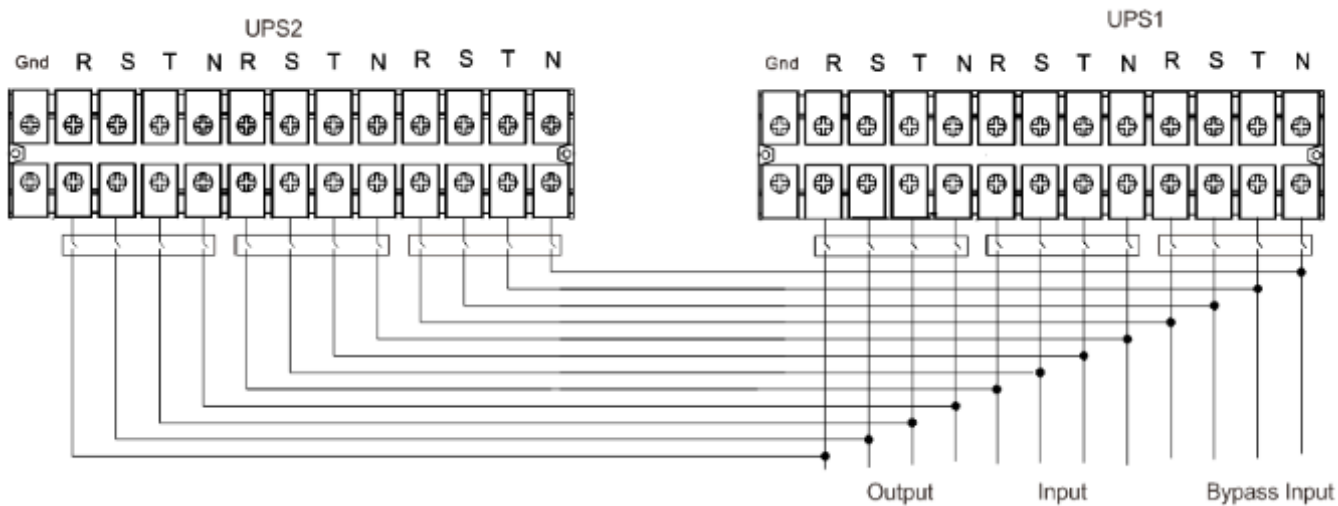 UPS2
UPS1
Gnd R S T N R S T N R S T N
Gnd R S T N R S T N R S T N
Output Input Bypass Input